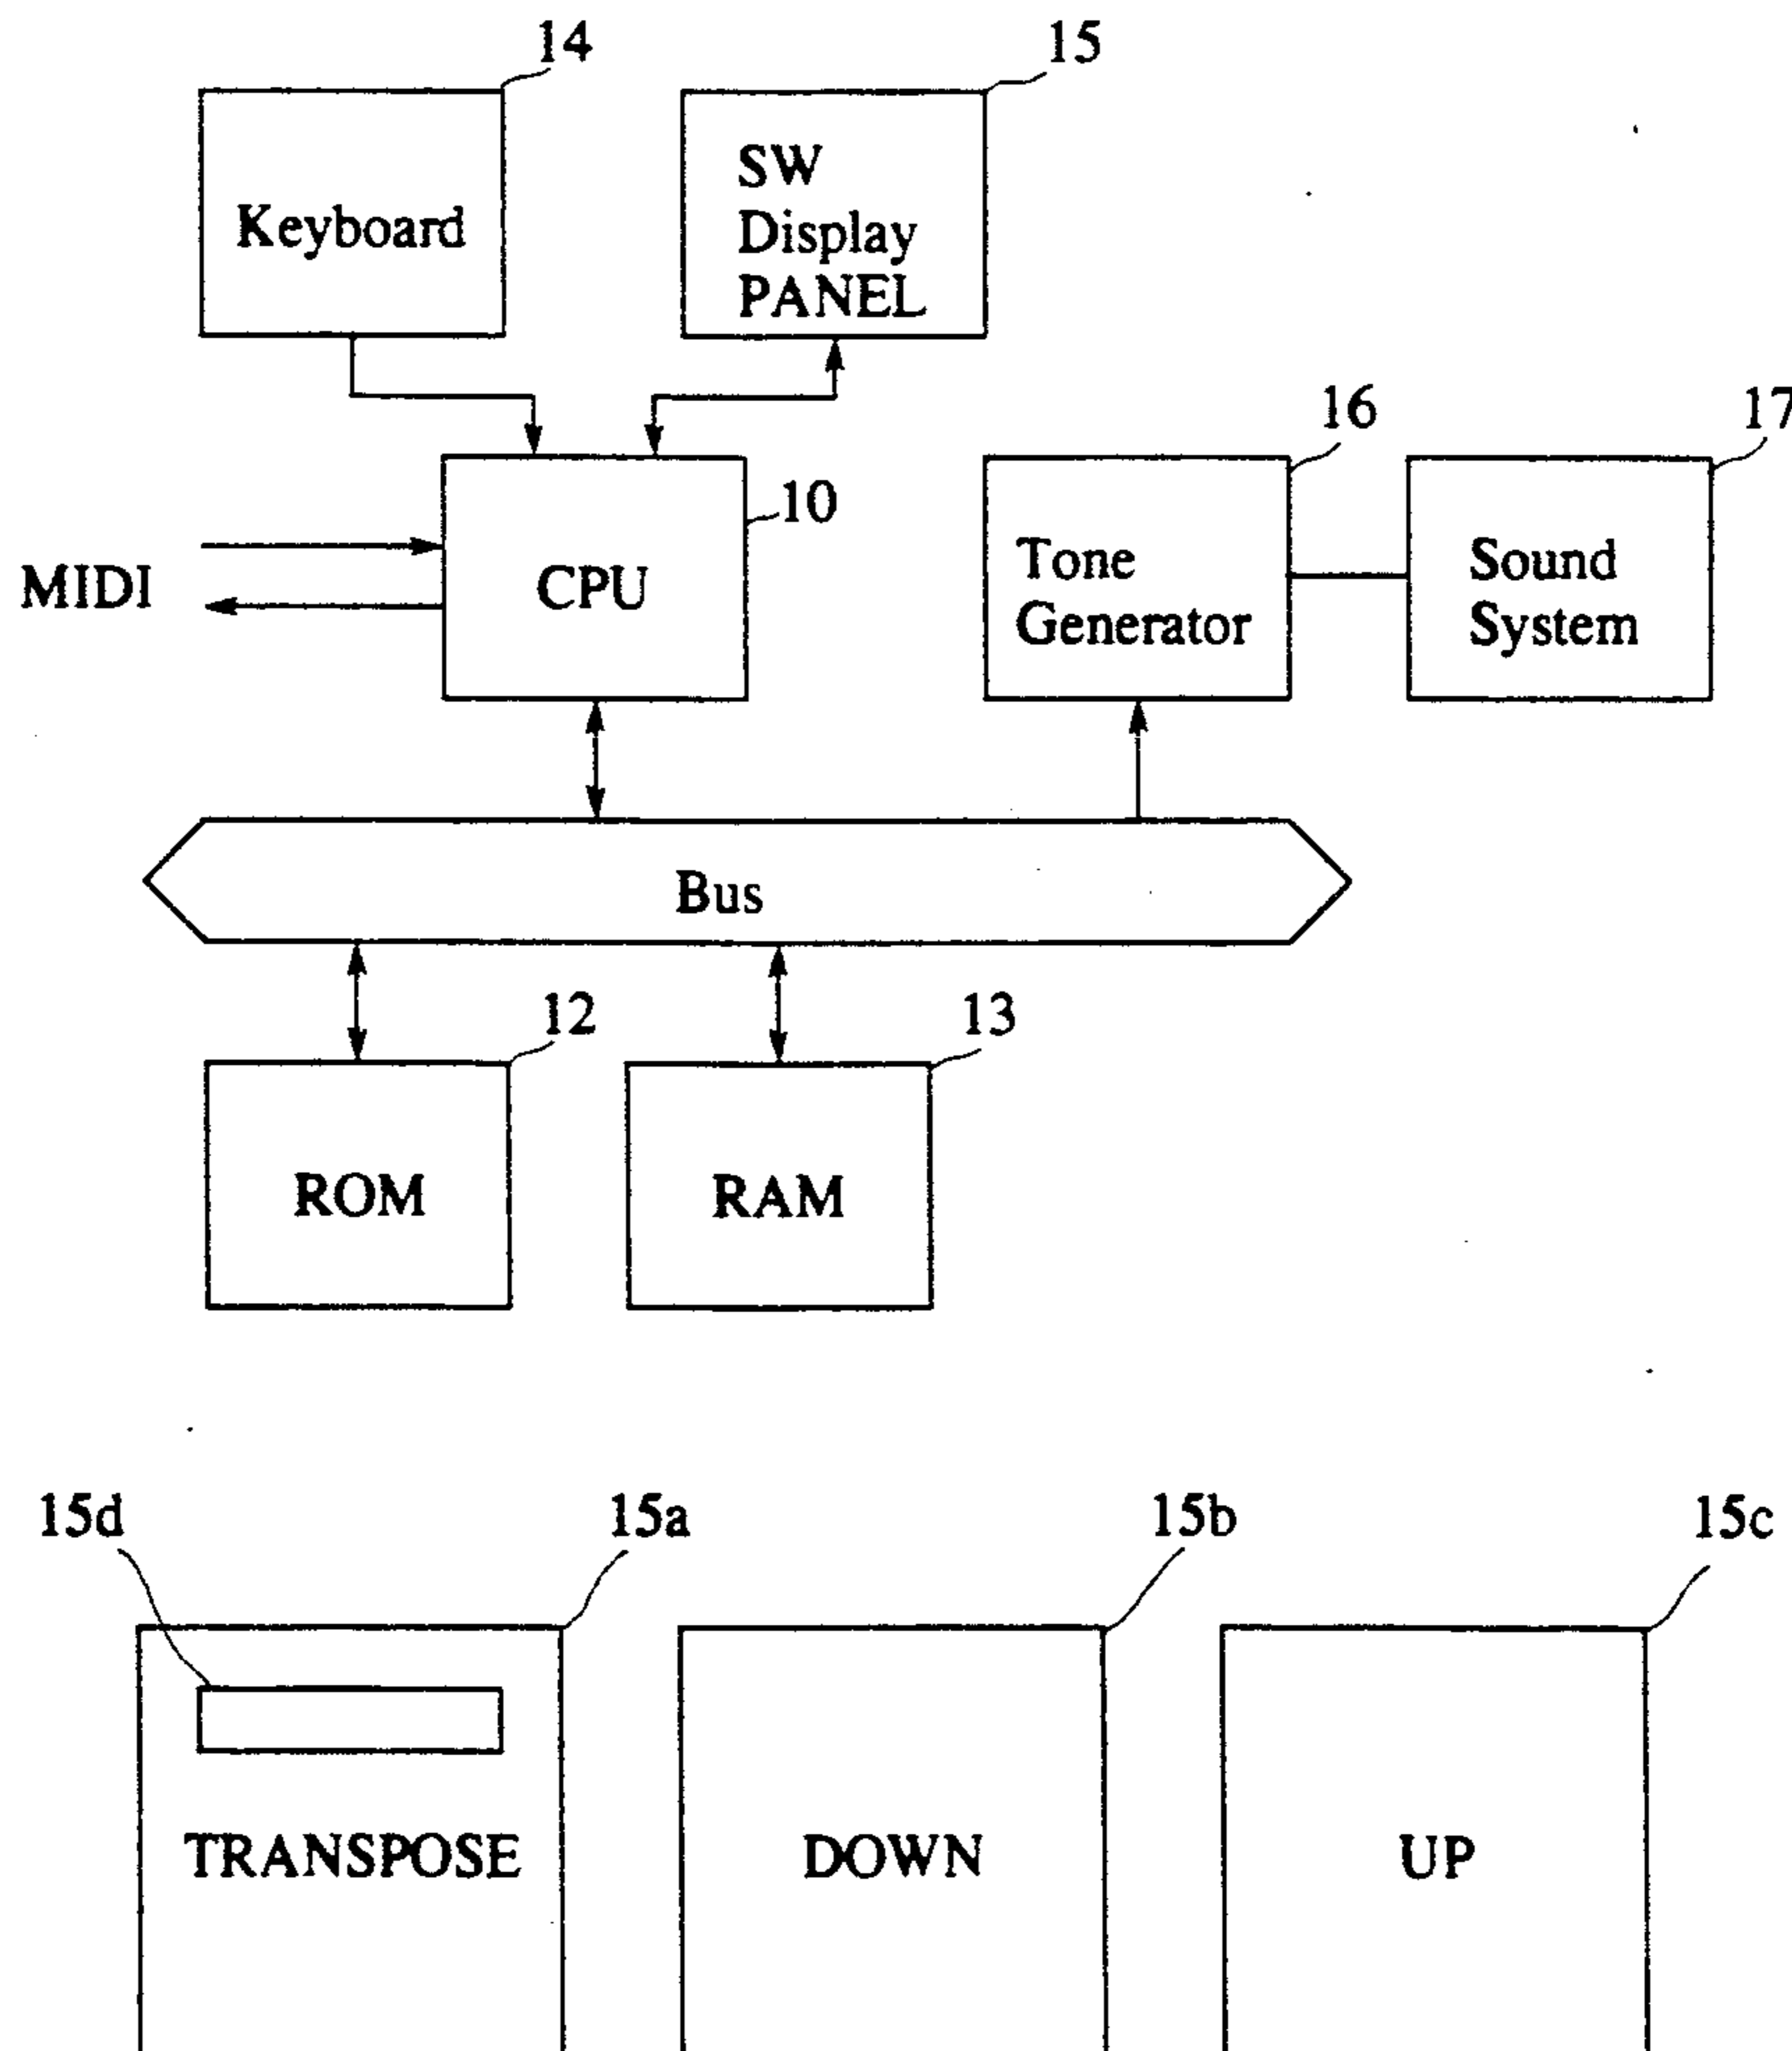 14
15
Keyboard
SW
Display
PANEL
16
17
10
MIDI
CPU
Tone
Generator
Sound
System
Bus
12
13
ROM
RAM
15d
15a
15b
15c
TRANSPOSE
DOWN
UP